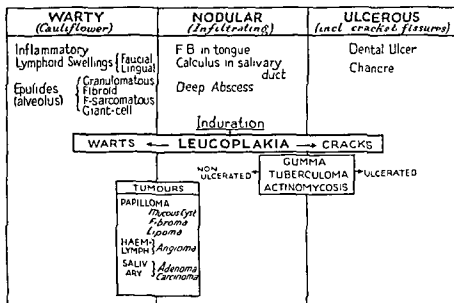 WARTY
(Cauliflower)
Inflammatory
Lymphoid Swellings { Faucial
Lingual
Epulides
(alveolus) { Granulomatous
Fibroid
F-sarcomatous
Giant-cell
NODULAR
(Infiltrating)
F B in tongue
Calculus in salivary
duct
Deep Abscess
ULCEROUS
(incl cracks & fissures)
Dental Ulcer
Chancre
Induration
WARTS ← LEUCOPLAKIA → CRACKS
NON
ULCERATED
GUMMA
TUBERCULOMA
ACTINOMYCOSIS
ULCERATED
TUMOURS
PAPILLOMA
Mucous Cyst
Fibroma
Lipoma
HAEM-
LYMPH } Angioma
SALIV
ARY } Adenoma
Carcinoma